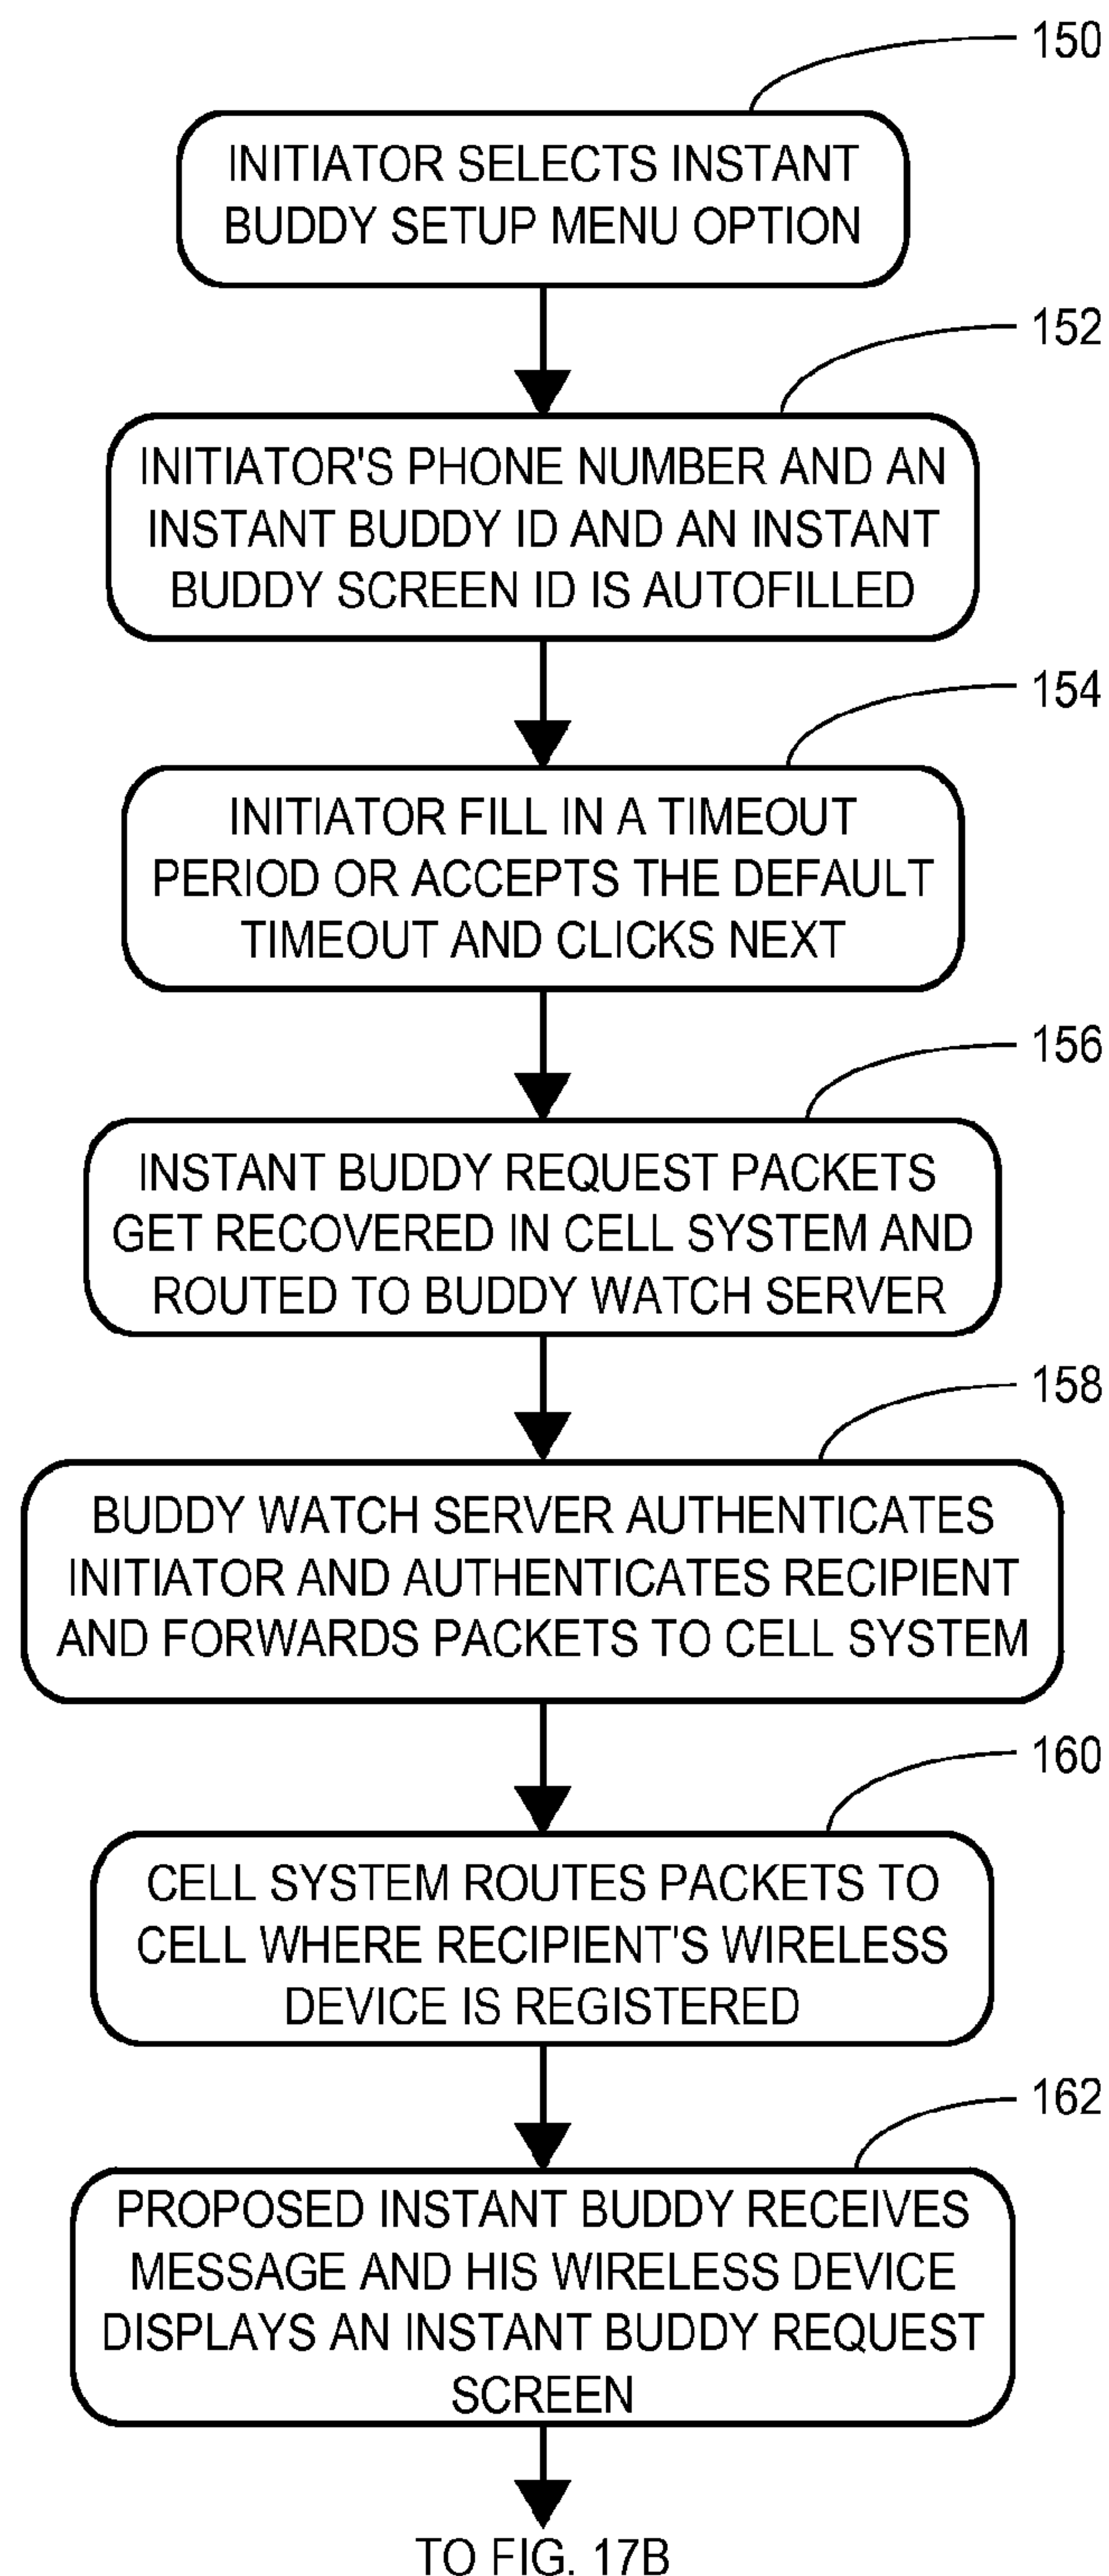 150
INITIATOR SELECTS INSTANT
BUDDY SETUP MENU OPTION
152
INITIATOR'S PHONE NUMBER AND AN
INSTANT BUDDY ID AND AN INSTANT
BUDDY SCREEN ID IS AUTOFILLED
154
INITIATOR FILL IN A TIMEOUT
PERIOD OR ACCEPTS THE DEFAULT
TIMEOUT AND CLICKS NEXT
156
INSTANT BUDDY REQUEST PACKETS
GET RECOVERED IN CELL SYSTEM AND
ROUTED TO BUDDY WATCH SERVER
158
BUDDY WATCH SERVER AUTHENTICATES
INITIATOR AND AUTHENTICATES RECIPIENT
AND FORWARDS PACKETS TO CELL SYSTEM
160
CELL SYSTEM ROUTES PACKETS TO
CELL WHERE RECIPIENT'S WIRELESS
DEVICE IS REGISTERED
162
PROPOSED INSTANT BUDDY RECEIVES
MESSAGE AND HIS WIRELESS DEVICE
DISPLAYS AN INSTANT BUDDY REQUEST
SCREEN
TO FIG. 17B